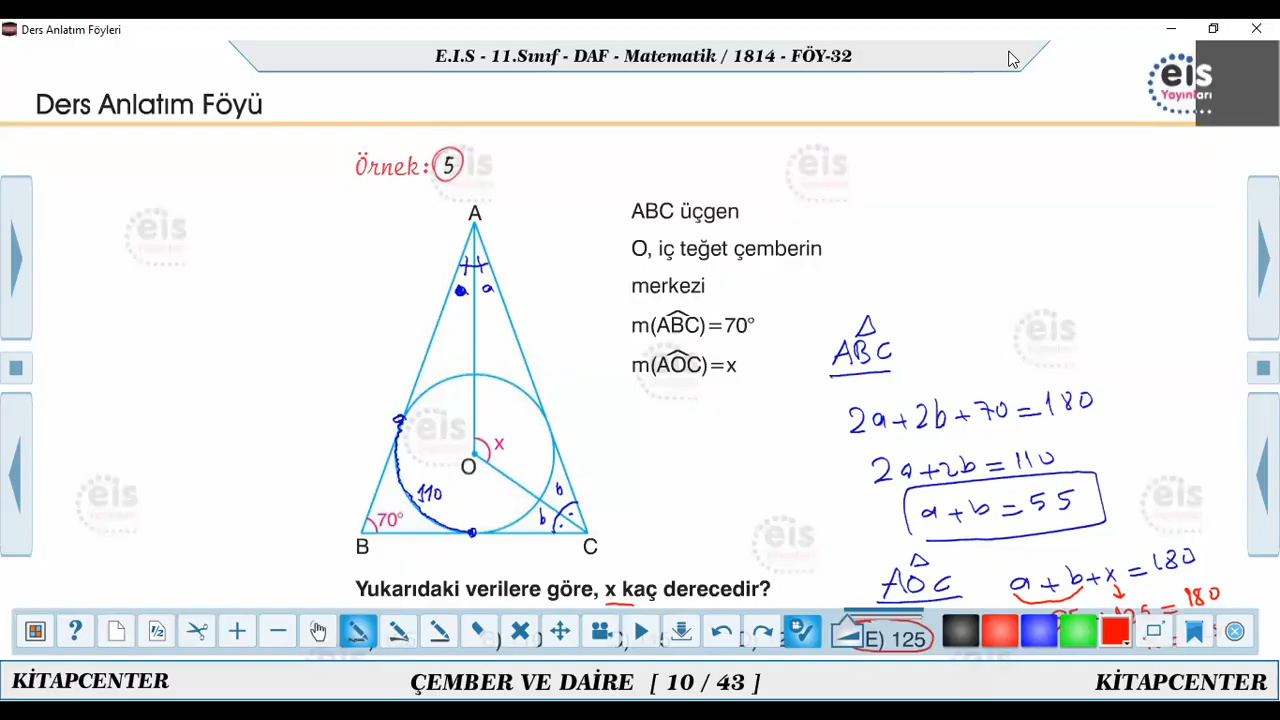 Ders Anlatım Föyleri
E.I.S - 11.Sınıf - DAF - Matematik / 1814 - FÖY-32
eis
Yayınları
Ders Anlatım Föyü
Örnek: 5
A
a a
x
O
110
b
b
70°
B
C
ABC üçgen
O, iç teğet çemberin
merkezi
m(ABC)=70°
m(AOC)=x
ABC
2a+2b+70=180
2a+2b=110
a+b=55
AOC
a+b+x=180
180
Yukarıdaki verilere göre, x kaç derecedir?
E) 125
KİTAPCENTER
ÇEMBER VE DAİRE [ 10 / 43 ]
KİTAPCENTER